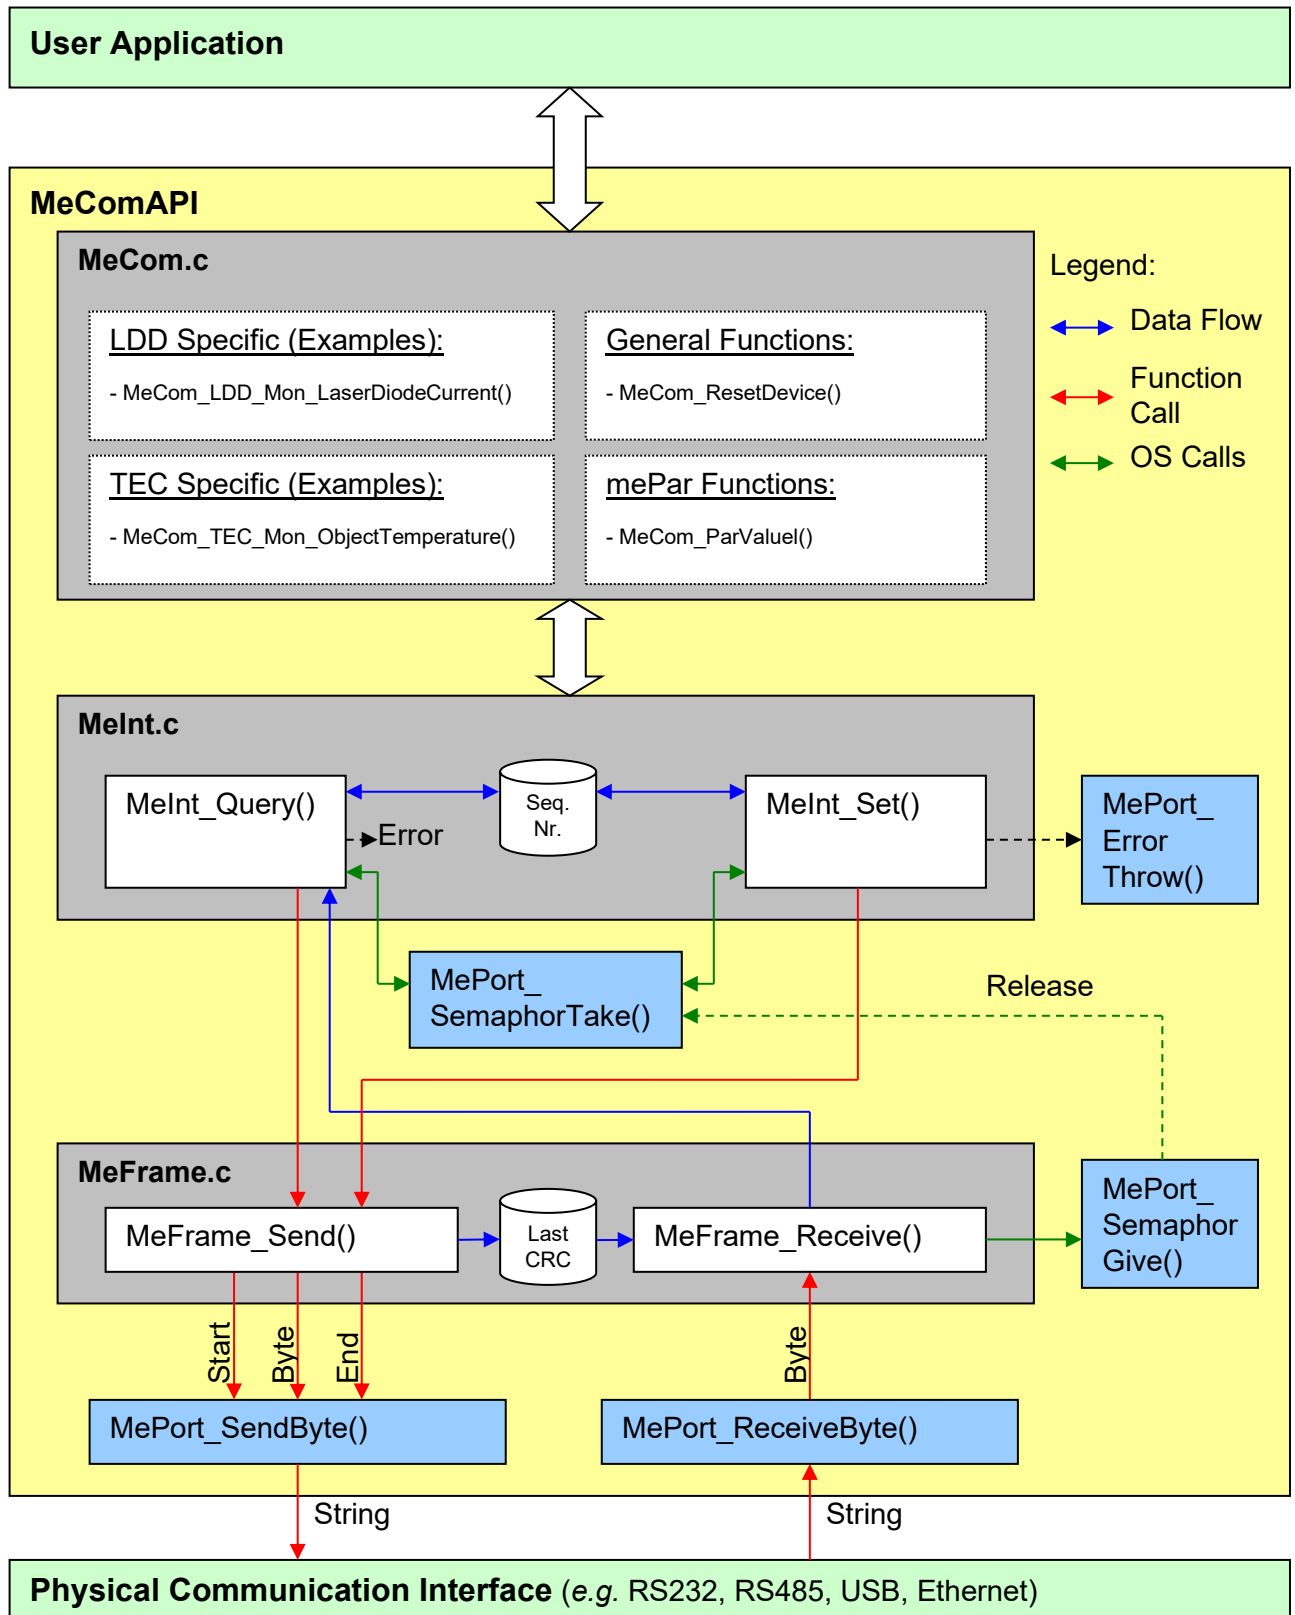 User Application
MeComAPI
MeCom.c
Legend:
Data Flow
Function
Call
OS Calls
LDD Specific (Examples):
- MeCom_LDD_Mon_LaserDiodeCurrent()
General Functions:
- MeCom_ResetDevice()
TEC Specific (Examples):
- MeCom_TEC_Mon_ObjectTemperature()
mePar Functions:
- MeCom_ParValuel()
MeInt.c
MeInt_Query()
Error
Seq.
Nr.
MeInt_Set()
MePort_
Error
Throw()
MePort_
SemaphorTake()
Release
MeFrame.c
MeFrame_Send()
Last
CRC
MeFrame_Receive()
MePort_
Semaphor
Give()
Start
Byte
End
Byte
MePort_SendByte()
MePort_ReceiveByte()
String
String
Physical Communication Interface (e.g. RS232, RS485, USB, Ethernet)